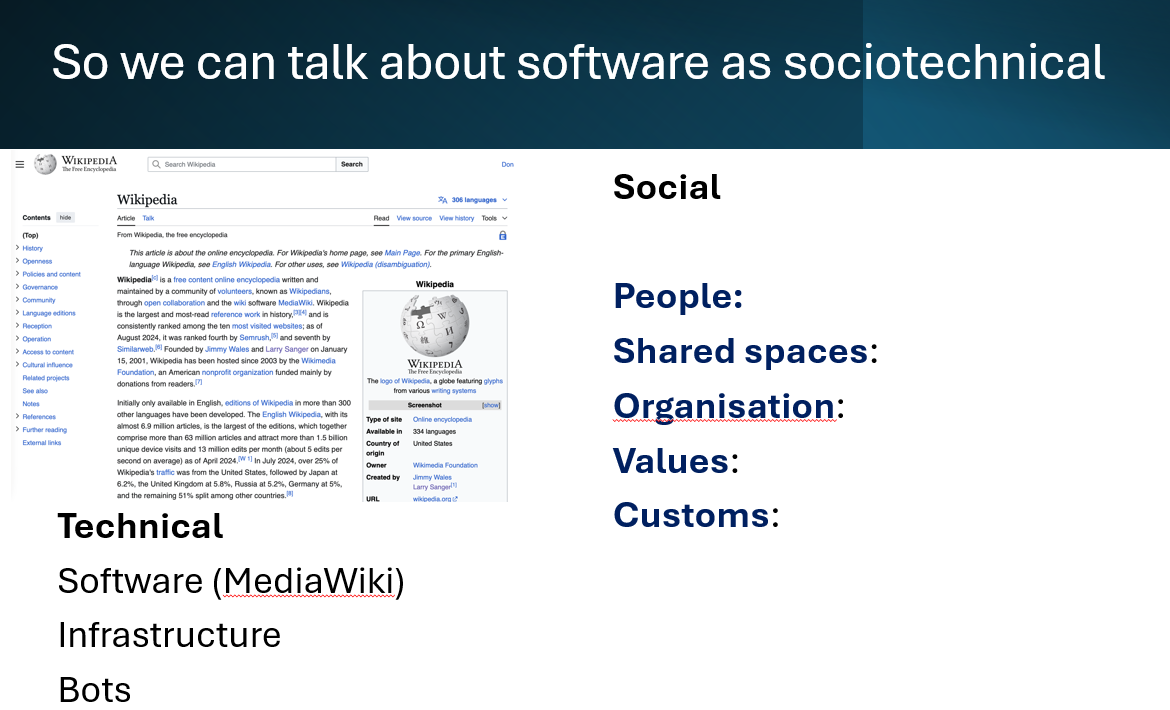 So we can talk about software as sociotechnical
WIKIPEDIA
The Free Encyclopedia
Search Wikipedia
Search
Don
Wikipedia
306 languages
Article Talk
Read View source View history Tools
From Wikipedia, the free encyclopedia
Contents hide
(Top)
History
Openness
Policies and content
Governance
Community
Language editions
Reception
Operation
Access to content
Cultural influence
Related projects
See also
Notes
References
Further reading
External links
This article is about the online encyclopedia. For Wikipedia's home page, see Main Page. For the primary English-
language Wikipedia, see English Wikipedia. For other uses, see Wikipedia (disambiguation).
Wikipedia[c] is a free content online encyclopedia written and
maintained by a community of volunteers, known as Wikipedians,
through open collaboration and the wiki software MediaWiki. Wikipedia
is the largest and most-read reference work in history,[3][4] and is
consistently ranked among the ten most visited websites; as of
August 2024, it was ranked fourth by Semrush,[5] and seventh by
Similarweb.[6] Founded by Jimmy Wales and Larry Sanger on January
15, 2001, Wikipedia has been hosted since 2003 by the Wikimedia
Foundation, an American nonprofit organization funded mainly by
donations from readers.[7]
Initially only available in English, editions of Wikipedia in more than 300
other languages have been developed. The English Wikipedia, with its
almost 6.9 million articles, is the largest of the editions, which together
comprise more than 63 million articles and attract more than 1.5 billion
unique device visits and 13 million edits per month (about 5 edits per
second on average) as of April 2024.[W 1] In July 2024, over 25% of
Wikipedia's traffic was from the United States, followed by Japan at
6.2%, the United Kingdom at 5.8%, Russia at 5.2%, Germany at 5%,
and the remaining 51% split among other countries.[8]
Wikipedia
WIKIPEDIA
The Free Encyclopedia
The logo of Wikipedia, a globe featuring glyphs
from various writing systems
Screenshot [show]
Type of site Online encyclopedia
Available in 334 languages
Country of origin United States
Owner Wikimedia Foundation
Created by Jimmy Wales
Larry Sanger[1]
URL wikipedia.org
Technical
Software (MediaWiki)
Infrastructure
Bots
Social
People:
Shared spaces:
Organisation:
Values:
Customs: